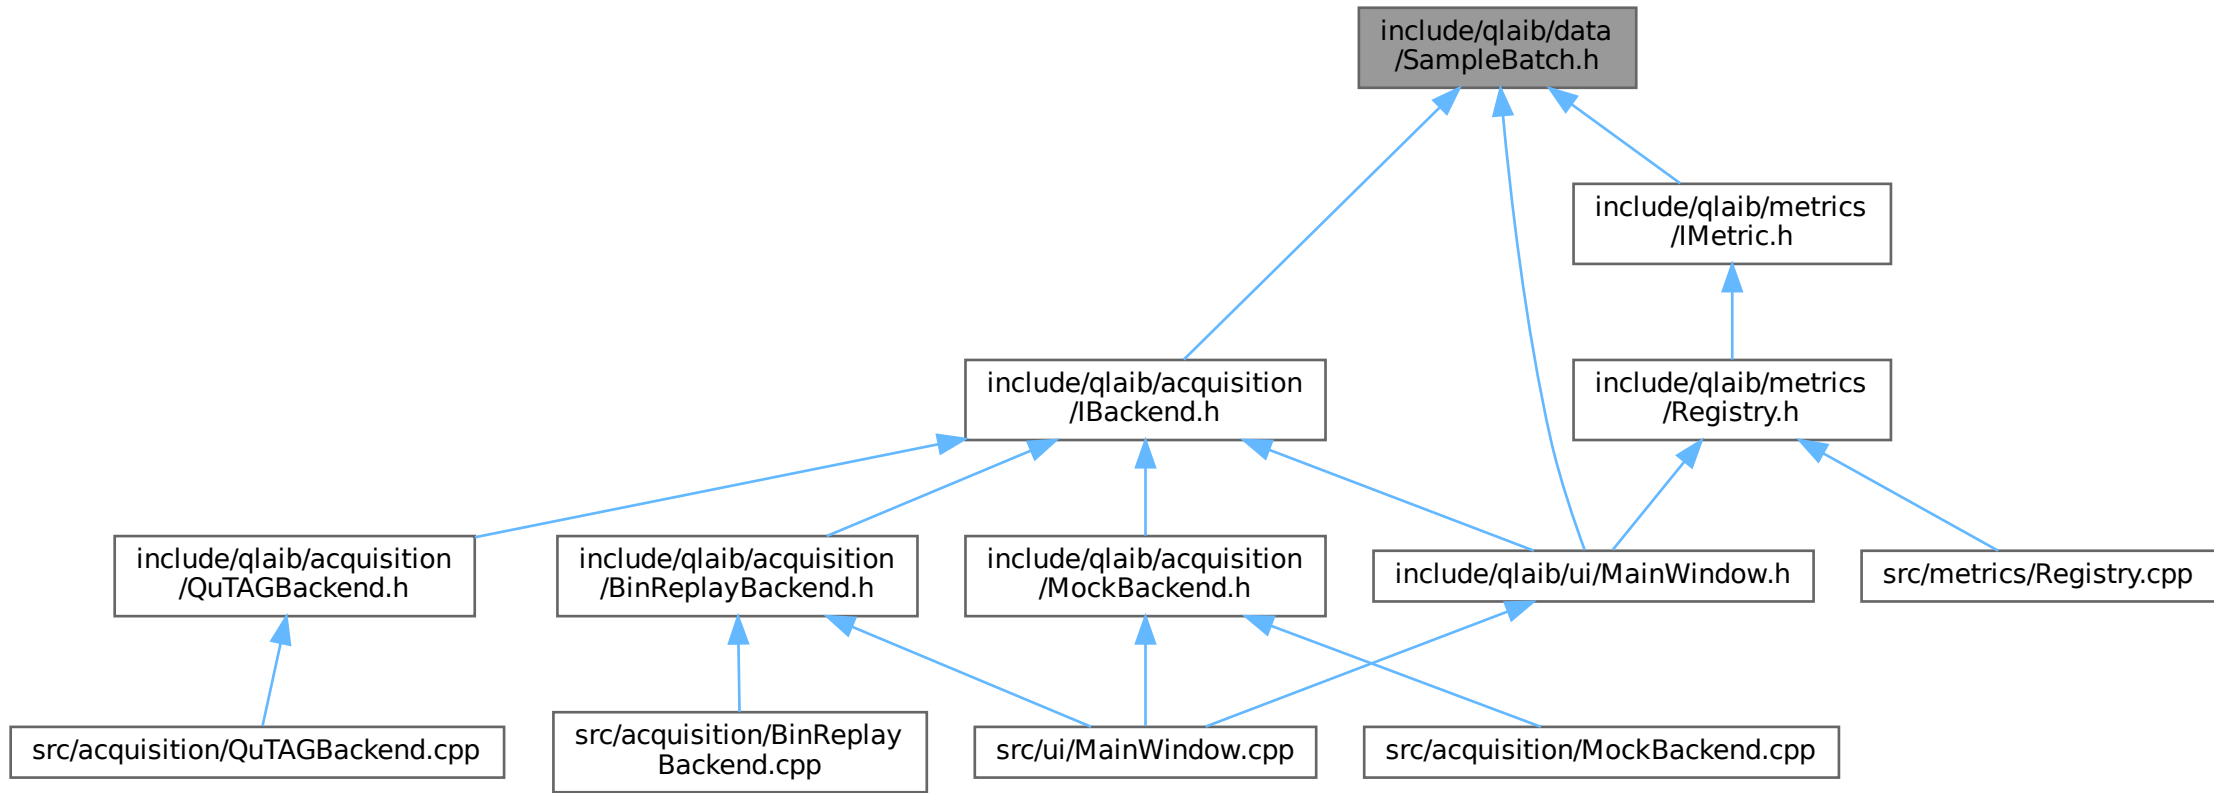 include/qlaib/data
/SampleBatch.h
include/qlaib/metrics
/IMetric.h
include/qlaib/acquisition
/IBackend.h
include/qlaib/metrics
/Registry.h
include/qlaib/acquisition
/QuTAGBackend.h
include/qlaib/acquisition
/BinReplayBackend.h
include/qlaib/acquisition
/MockBackend.h
include/qlaib/ui/MainWindow.h
src/metrics/Registry.cpp
src/acquisition/QuTAGBackend.cpp
src/acquisition/BinReplay
Backend.cpp
src/ui/MainWindow.cpp
src/acquisition/MockBackend.cpp